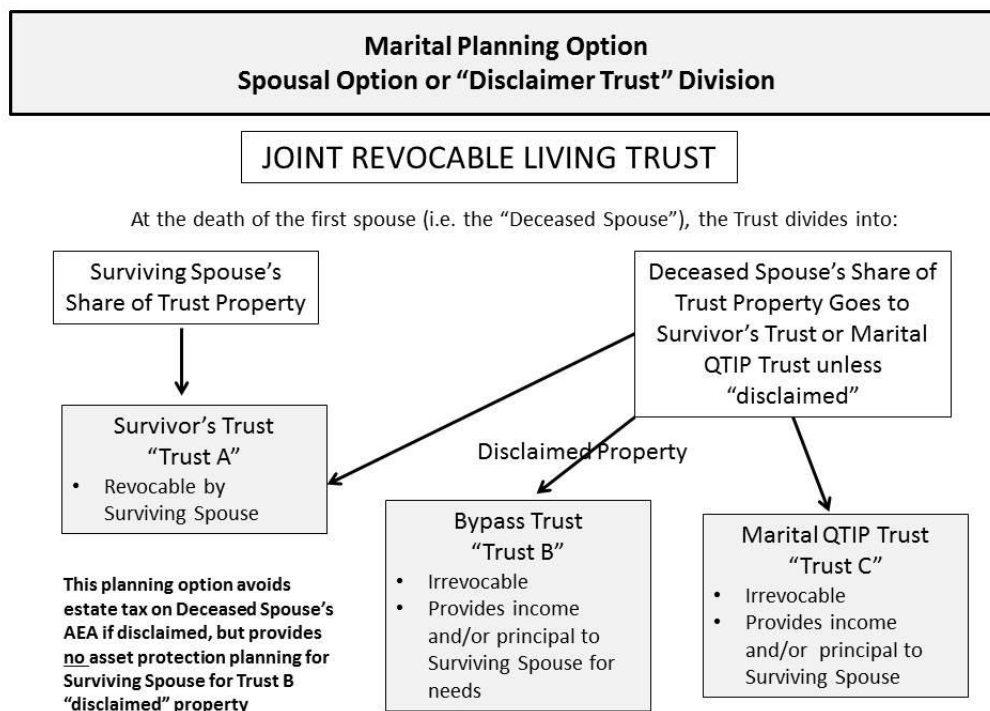 Marital Planning Option
Spousal Option or “Disclaimer Trust” Division
JOINT REVOCABLE LIVING TRUST
At the death of the first spouse (i.e. the “Deceased Spouse”), the Trust divides into:
Surviving Spouse’s
Share of Trust Property
Deceased Spouse’s Share of
Trust Property Goes to
Survivor’s Trust or Marital
QTIP Trust unless
“disclaimed”
Survivor’s Trust
“Trust A”
• Revocable by
Surviving Spouse
Disclaimed Property
Bypass Trust
“Trust B”
• Irrevocable
• Provides income
and/or principal to
Surviving Spouse for
needs
Marital QTIP Trust
“Trust C”
• Irrevocable
• Provides income
and/or principal to
Surviving Spouse
This planning option avoids
estate tax on Deceased Spouse’s
AEA if disclaimed, but provides
no asset protection planning for
Surviving Spouse for Trust B
“disclaimed” property